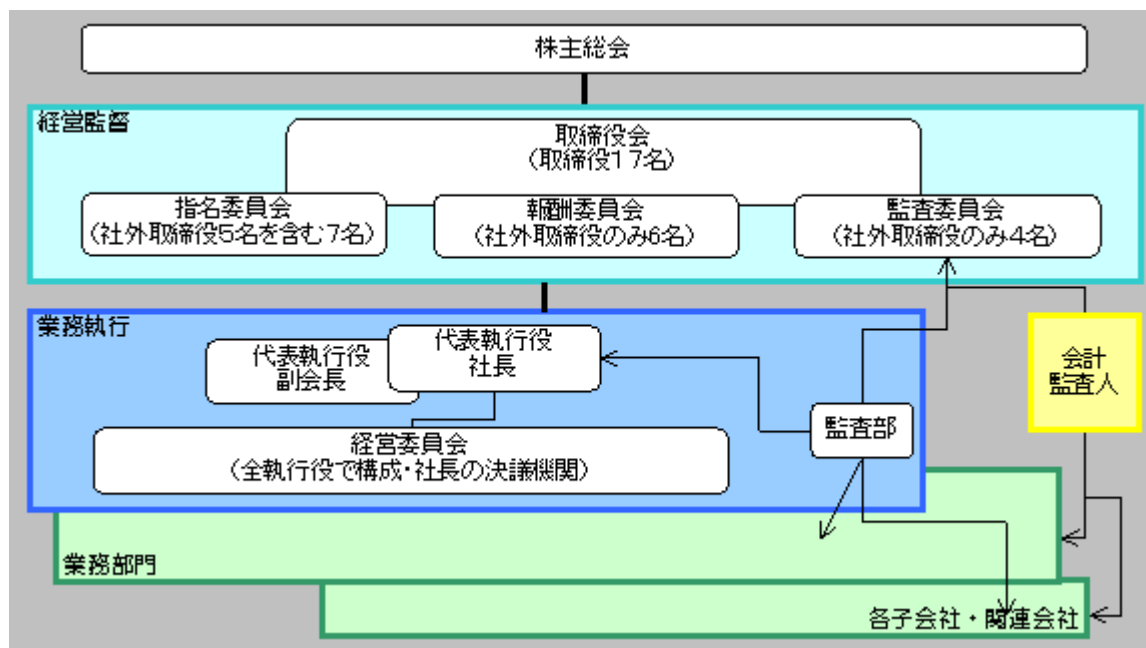 株主総会
経営監督
取締役会
（取締役１７名）
指名委員会
（社外取締役5名を含む7名）
報酬委員会
（社外取締役のみ6名）
監査委員会
（社外取締役のみ４名）
業務執行
代表執行役
副会長
代表執行役
社長
会計
監査人
監査部
経営委員会
（全執行役で構成・社長の決議機関）
業務部門
各子会社・関連会社